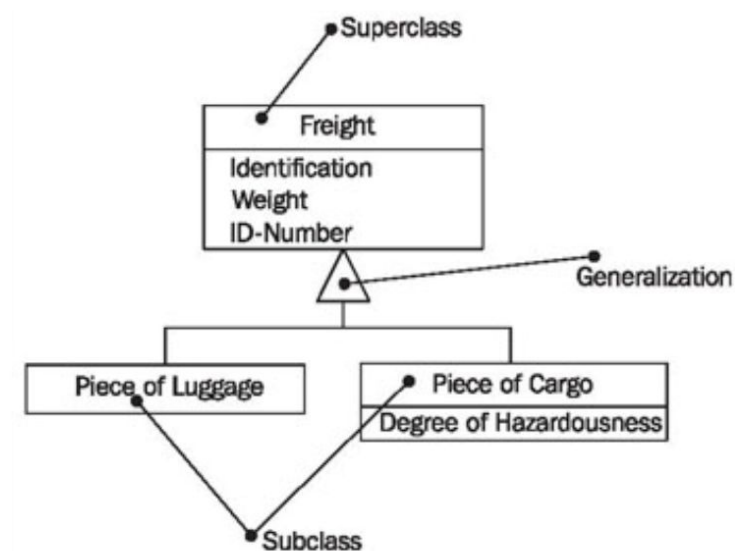 Superclass
Freight
Identification
Weight
ID-Number
Generalization
Piece of Luggage
Piece of Cargo
Degree of Hazardousness
Subclass